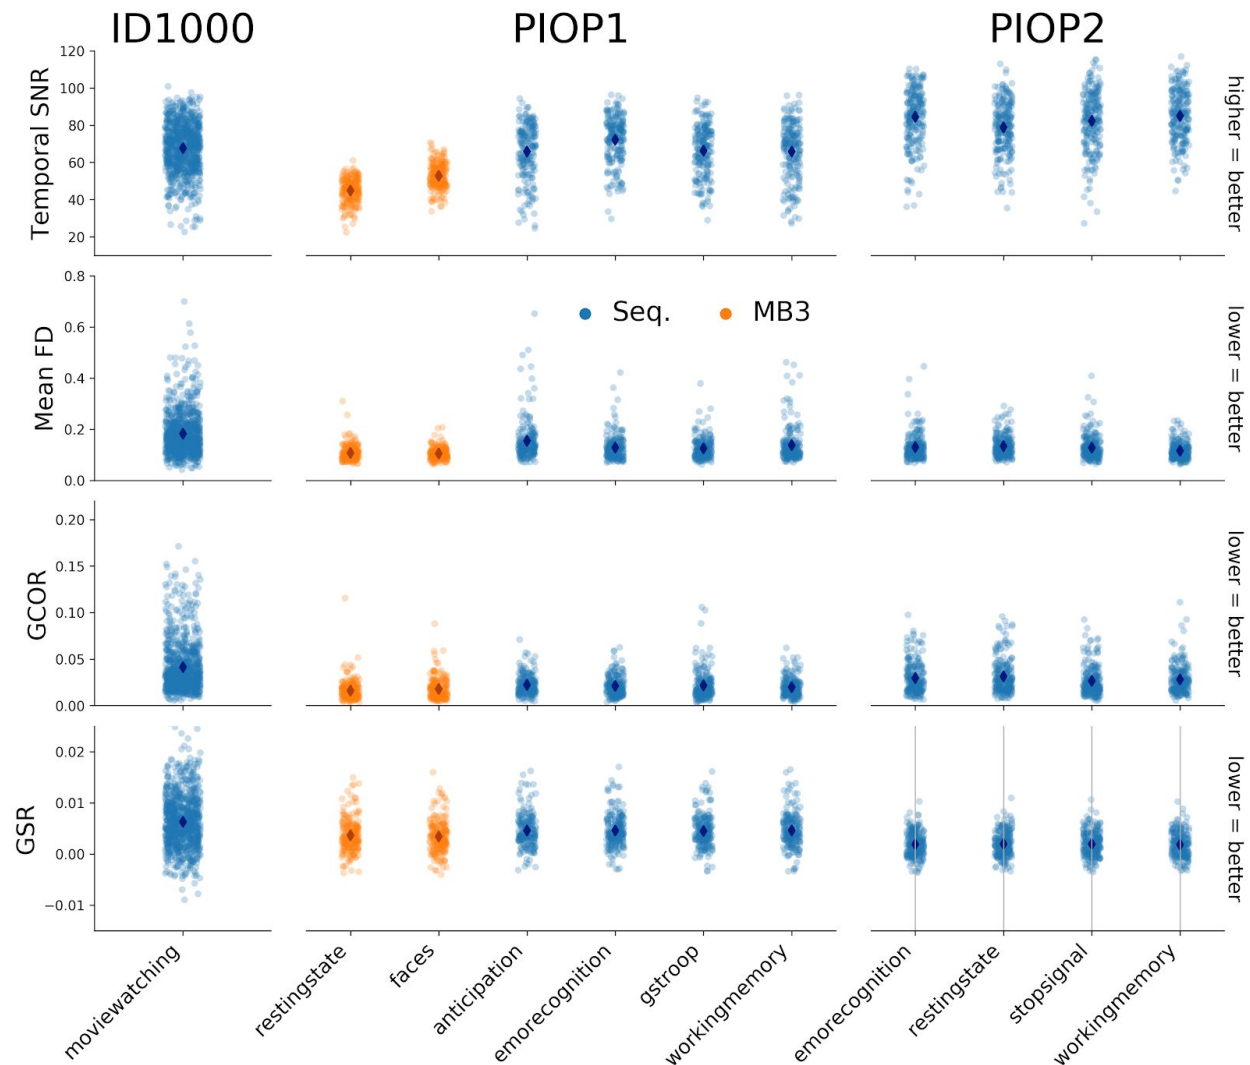 ID1000 PIOP1 PIOP2
Temporal SNR
120
100
80
60
40
20
higher = better
Mean FD
0.8
0.6
0.4
0.2
0.0
Seq. MB3
lower = better
GCOR
0.20
0.15
0.10
0.05
0.00
lower = better
GSR
0.02
0.01
0.00
−0.01
lower = better
moviewatching
restingstate
faces
anticipation
emorecognition
gstroop
workingmemory
emorecognition
restingstate
stopsignal
workingmemory